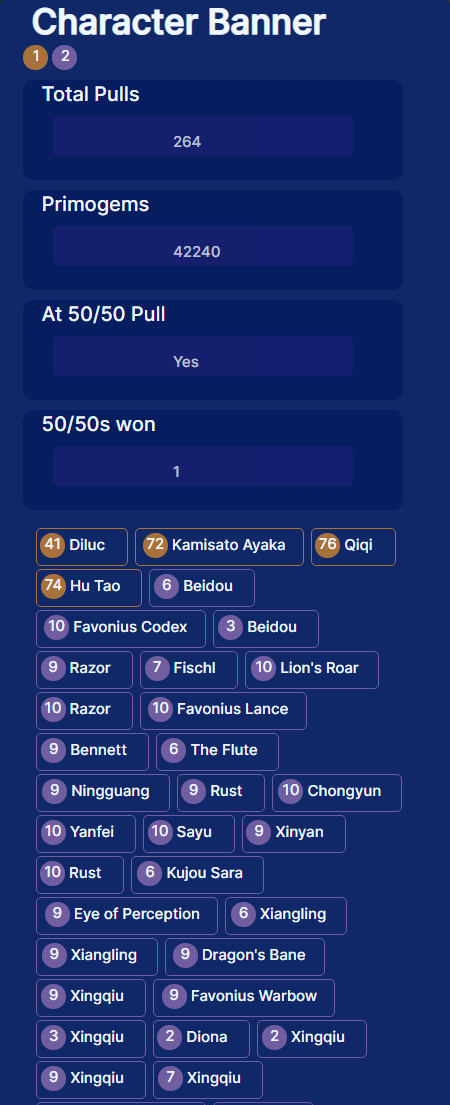 Character Banner
1 2
Total Pulls
264
Primogems
42240
At 50/50 Pull
Yes
50/50s won
1
41 Diluc 72 Kamisato Ayaka 76 Qiqi
74 Hu Tao 6 Beidou
10 Favonius Codex 3 Beidou
9 Razor 7 Fischl 10 Lion's Roar
10 Razor 10 Favonius Lance
9 Bennett 6 The Flute
9 Ningguang 9 Rust 10 Chongyun
10 Yanfei 10 Sayu 9 Xinyan
10 Rust 6 Kujou Sara
9 Eye of Perception 6 Xiangling
9 Xiangling 9 Dragon's Bane
9 Xingqiu 9 Favonius Warbow
3 Xingqiu 2 Diona 2 Xingqiu
9 Xingqiu 7 Xingqiu